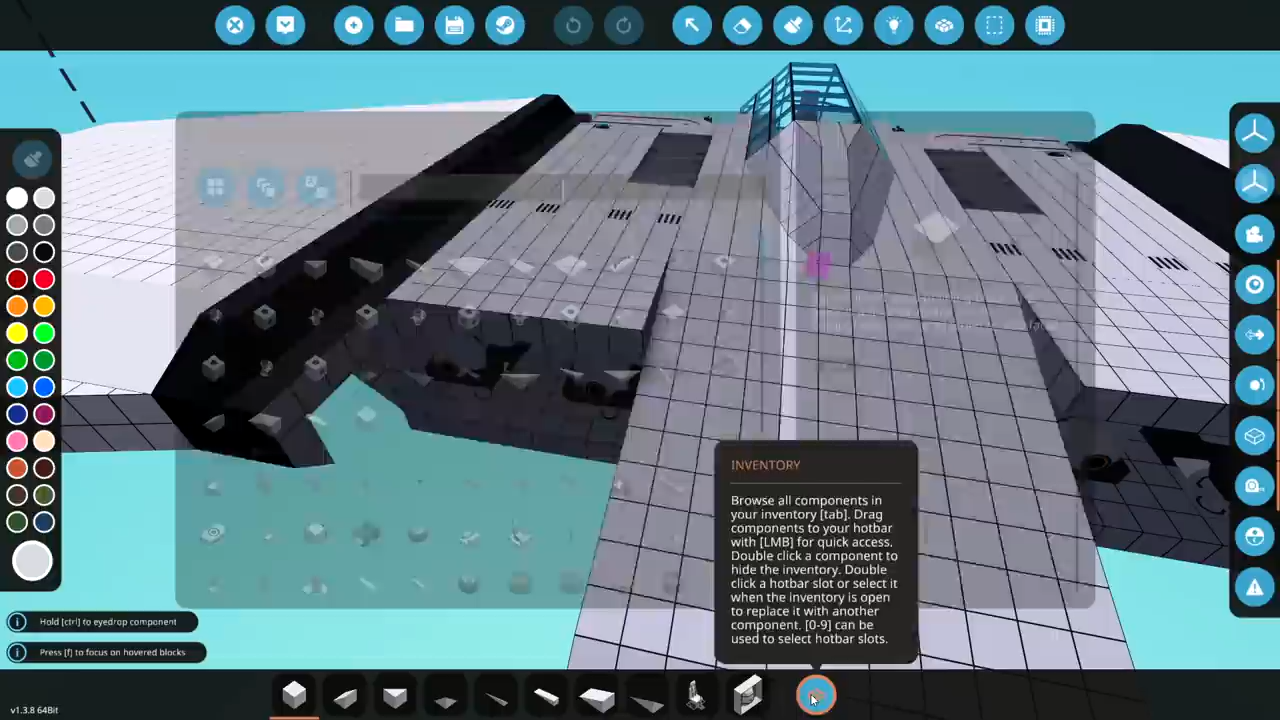 INVENTORY
Browse all components in
your inventory [tab]. Drag
components to your hotbar
with [LMB] for quick access.
Double click a component to
hide the inventory. Double
click a hotbar slot or select it
when the inventory is open
to replace it with another
component. [0-9] can be
used to select hotbar slots.
Hold [ctrl] to eyedrop component
Press [f] to focus on hovered blocks
v1.3.8 64Bit